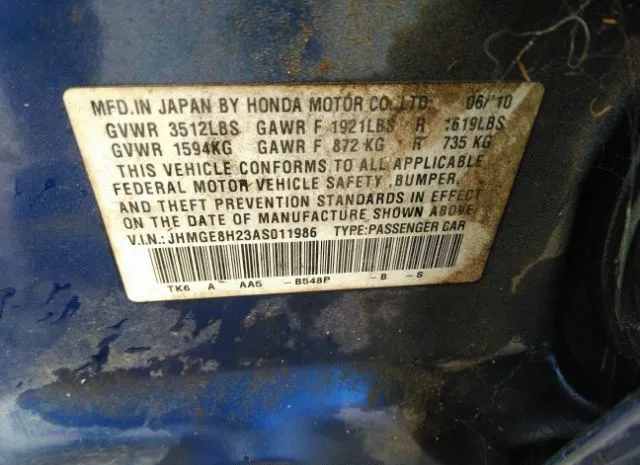 MFD.IN JAPAN BY HONDA MOTOR CO.,LTD. 06/'10
GVWR 3512LBS GAWR F 1921LBS R 1619LBS
GVWR 1594KG GAWR F 872 KG R 735 KG
THIS VEHICLE CONFORMS TO ALL APPLICABLE
FEDERAL MOTOR VEHICLE SAFETY, BUMPER,
AND THEFT PREVENTION STANDARDS IN EFFECT
ON THE DATE OF MANUFACTURE SHOWN ABOVE
V.I.N.: JHMGE8H23AS011986 TYPE:PASSENGER CAR
TK6 A - AA5 - B548P - B - S